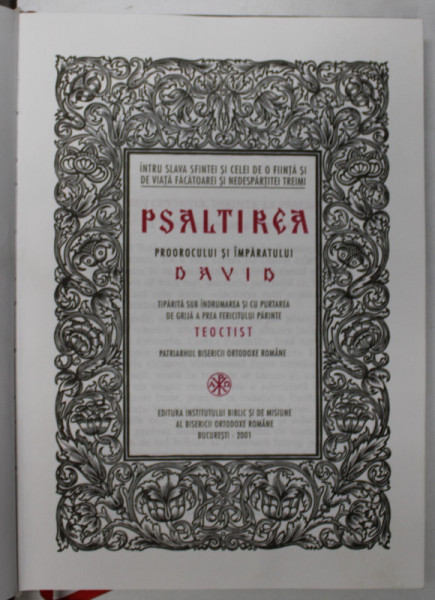 ÎNTRU SLAVA SFINTEI ȘI CELEI DE O FIINȚĂ ȘI
DE VIAȚĂ FĂCĂTOAREI ȘI NEDESPĂRȚITEI TREIMI
PSALTIREA
PROOROCULUI ȘI ÎMPĂRATULUI
DAVID
TIPĂRITĂ SUB ÎNDRUMAREA ȘI CU PURTAREA
DE GRIJĂ A PREA FERICITULUI PĂRINTE
TEOCTIST
PATRIARHUL BISERICII ORTODOXE ROMÂNE
EDITURA INSTITUTULUI BIBLIC ȘI DE MISIUNE
AL BISERICII ORTODOXE ROMÂNE
BUCUREȘTI - 2001